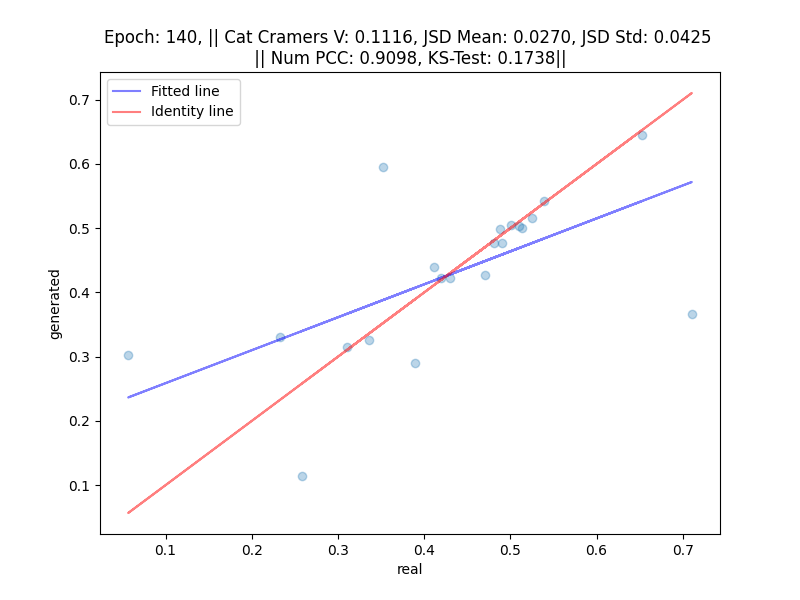 Epoch: 140, || Cat Cramers V: 0.1116, JSD Mean: 0.0270, JSD Std: 0.0425
|| Num PCC: 0.9098, KS-Test: 0.1738||
Fitted line
Identity line
generated
0.7
0.6
0.5
0.4
0.3
0.2
0.1
0.1 0.2 0.3 0.4 0.5 0.6 0.7
real